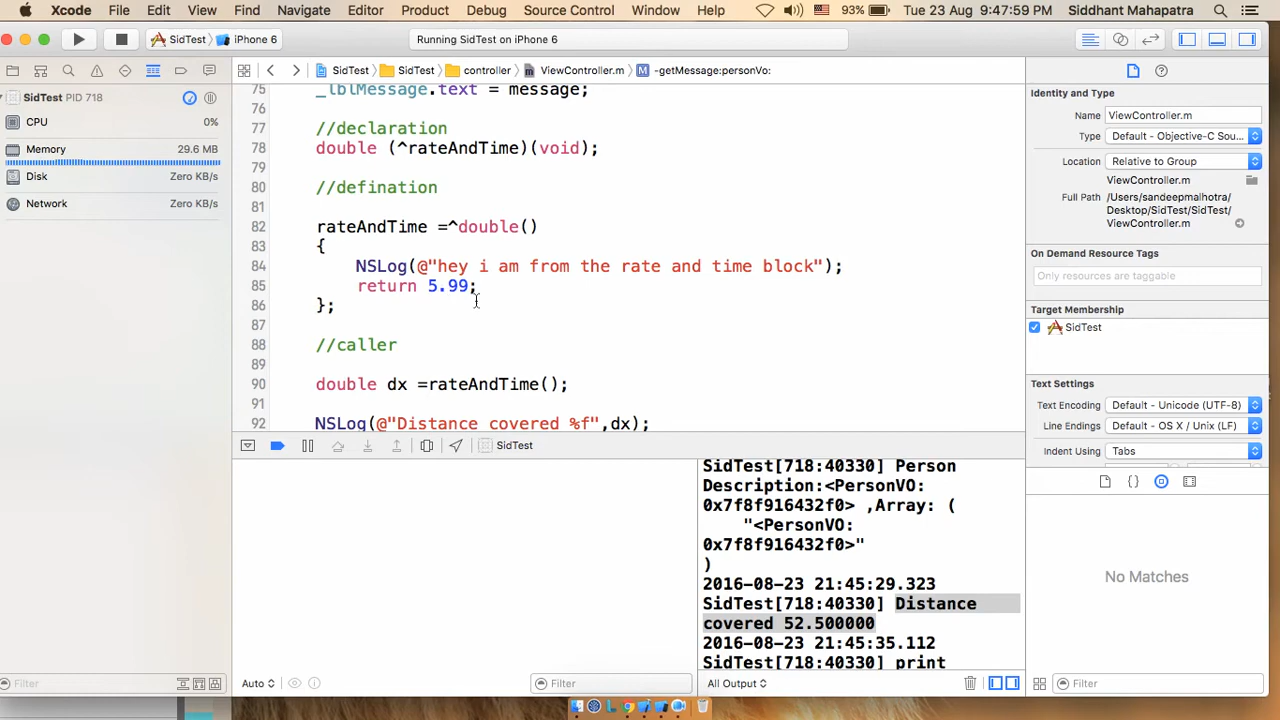 Xcode File Edit View Find Navigate Editor Product Debug Source Control Window Help 93% Tue 23 Aug 9:47:59 PM Siddhant Mahapatra
SidTest iPhone 6 Running SidTest on iPhone 6
SidTest SidTest controller ViewController.m -getMessage:personVo:
SidTest PID 718
CPU 0%
Memory 29.6 MB
Disk Zero KB/s
Network Zero KB/s
Filter
75 _lblMessage.text = message;
76
77 //declaration
78 double (^rateAndTime)(void);
79
80 //defination
81
82 rateAndTime =^double()
83 {
84 NSLog(@"hey i am from the rate and time block");
85 return 5.99;
86 };
87
88 //caller
89
90 double dx =rateAndTime();
91
92 NSLog(@"Distance covered %f",dx);
SidTest
Auto Filter
SidTest[718:40330] Person
Description:<PersonVO:
0x7f8f916432f0> ,Array: (
"<PersonVO:
0x7f8f916432f0>"
)
2016-08-23 21:45:29.323
SidTest[718:40330] Distance
covered 52.500000
2016-08-23 21:45:35.112
SidTest[718:40330] print
All Output
Identity and Type
Name ViewController.m
Type Default - Objective-C Sou...
Location Relative to Group
ViewController.m
Full Path /Users/sandeepmalhotra/
Desktop/SidTest/SidTest/
ViewController.m
On Demand Resource Tags
Only resources are taggable
Target Membership
SidTest
Text Settings
Text Encoding Default - Unicode (UTF-8)
Line Endings Default - OS X / Unix (LF)
Indent Using Tabs
No Matches
Filter